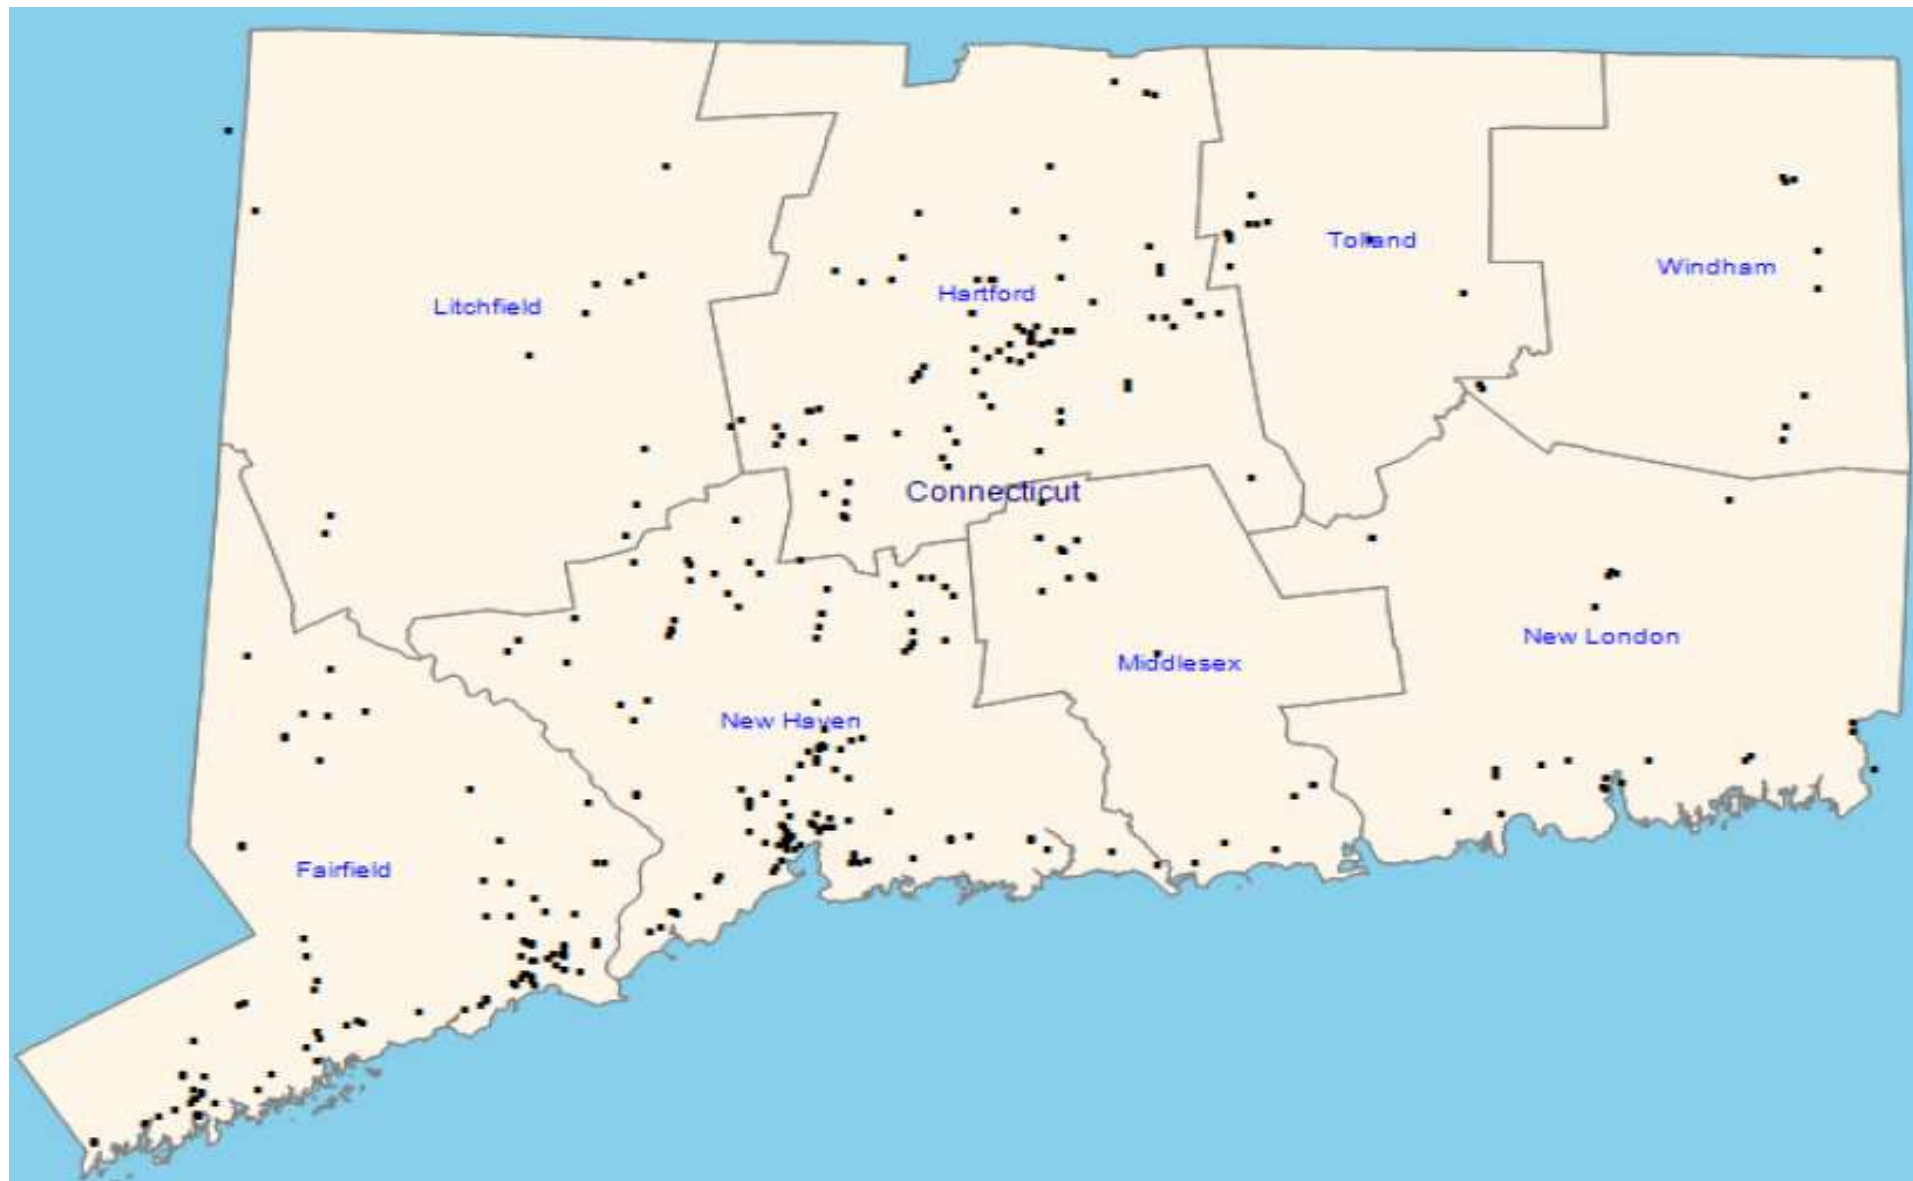 Tolland
Windham
Hartford
Litchfield
Connecticut
New London
Middlesex
New Haven
Fairfield